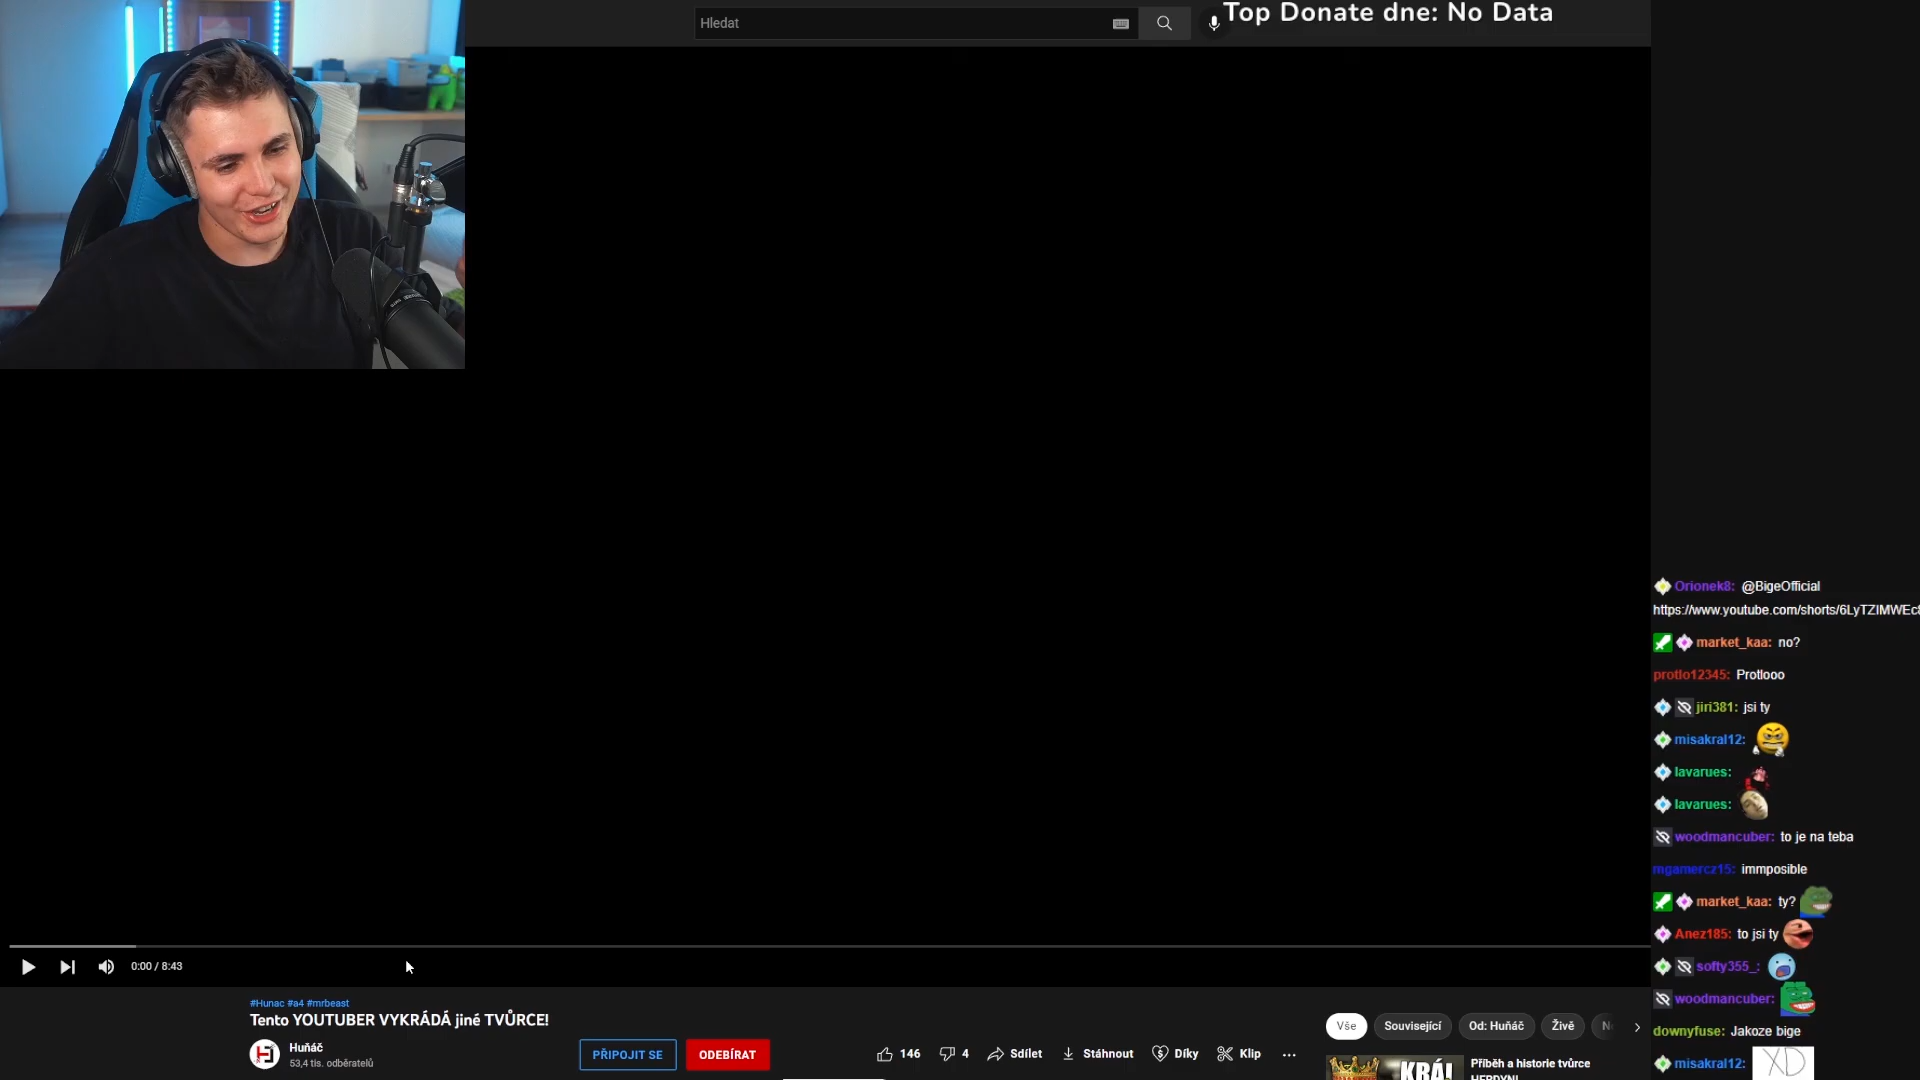 Hledat
Top Donate dne: No Data
Orionek8: @BigeOfficial
https://www.youtube.com/shorts/6LyTZIMWEc
market_kaa: no?
protlo12345: Protlooo
jiri381: jsi ty
misakral12:
lavarues:
lavarues:
woodmancuber: to je na teba
mgamercz15: immposible
market_kaa: ty?
Anez185: to jsi ty
softy355_:
woodmancuber:
downyfuse: Jakoze bige
misakral12: XD
0:00 / 8:43
#Hunac #a4 #mrbeast
Tento YOUTUBER VYKRÁDÁ jiné TVŮRCE!
Huňáč
53,4 tis. odběratelů
PŘIPOJIT SE
ODEBÍRAT
146
4
Sdílet
Stáhnout
Díky
Klip
Vše
Související
Od: Huňáč
Živě
KRÁL
Příběh a historie tvůrce
HERDYN!